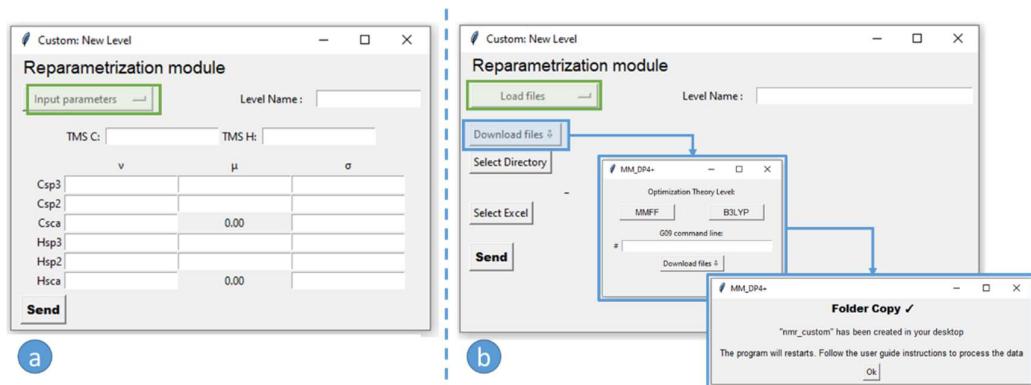 Custom: New Level
Reparametrization module
Input parameters
Level Name :
TMS C:
TMS H:
ν μ σ
Csp3
Csp2
Csca 0.00
Hsp3
Hsp2
Hsca 0.00
Send
a
Custom: New Level
Reparametrization module
Load files
Level Name :
Download files ⇩
Select Directory
-
Select Excel
Send
MM_DP4+
Optimization Theory Level:
MMFF B3LYP
G09 command line:
#
Download files ⇩
MM_DP4+
Folder Copy ✓
"nmr_custom" has been created in your desktop
The program will restarts. Follow the user guide instructions to process the data
Ok
b